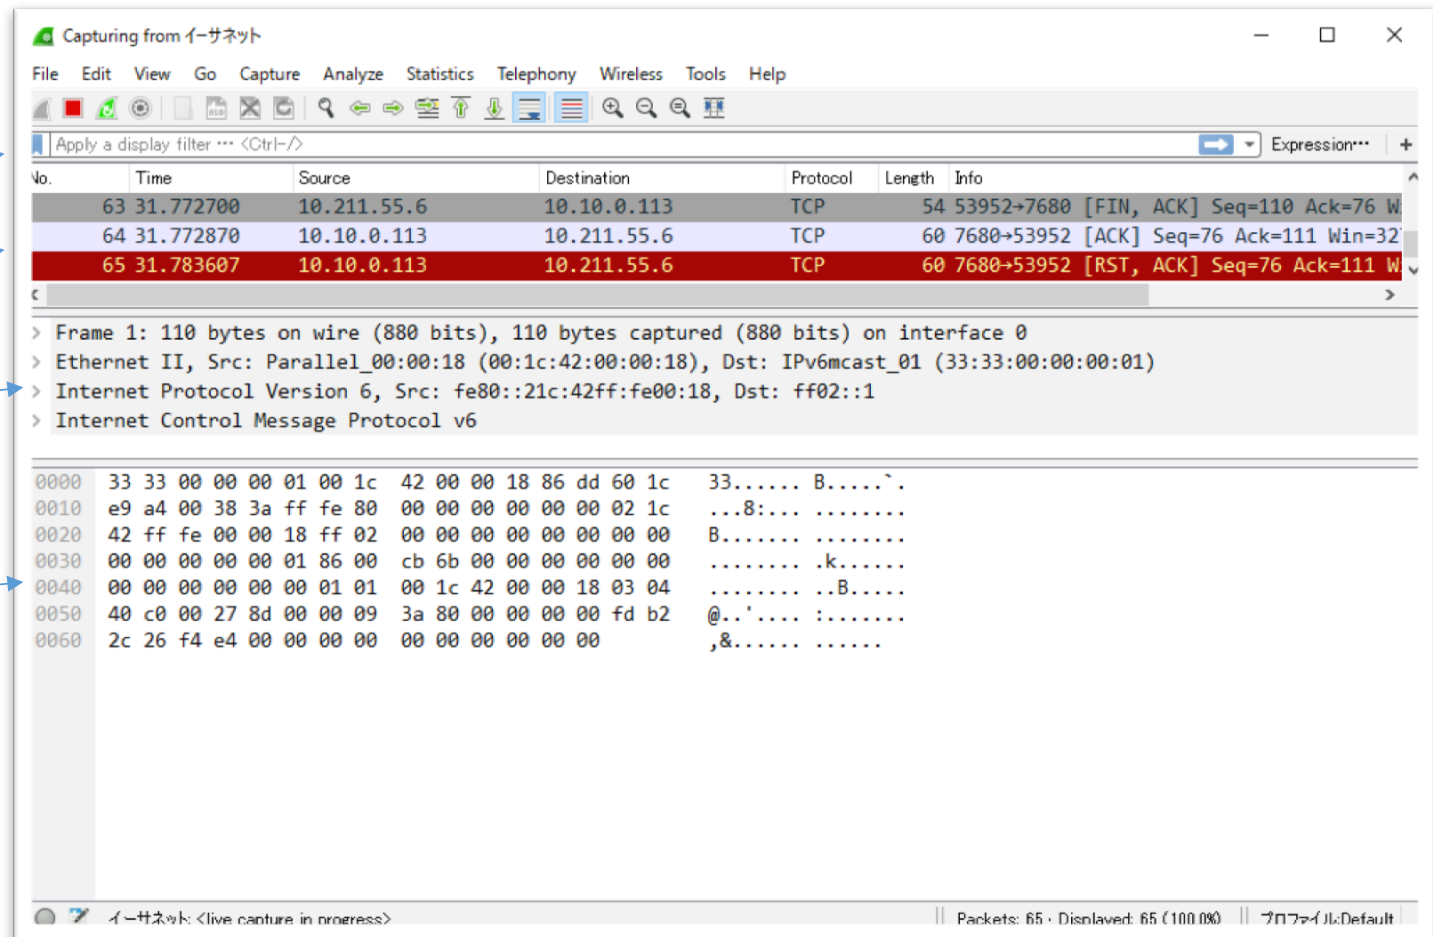 Capturing from イーサネット
File Edit View Go Capture Analyze Statistics Telephony Wireless Tools Help
Apply a display filter ··· <Ctrl-/> Expression···  +
No. Time Source Destination Protocol Length Info
63 31.772700 10.211.55.6 10.10.0.113 TCP 54 53952→7680 [FIN, ACK] Seq=110 Ack=76 W
64 31.772870 10.10.0.113 10.211.55.6 TCP 60 7680→53952 [ACK] Seq=76 Ack=111 Win=32
65 31.783607 10.10.0.113 10.211.55.6 TCP 60 7680→53952 [RST, ACK] Seq=76 Ack=111 W
> Frame 1: 110 bytes on wire (880 bits), 110 bytes captured (880 bits) on interface 0
> Ethernet II, Src: Parallel_00:00:18 (00:1c:42:00:00:18), Dst: IPv6mcast_01 (33:33:00:00:00:01)
> Internet Protocol Version 6, Src: fe80::21c:42ff:fe00:18, Dst: ff02::1
> Internet Control Message Protocol v6
0000 33 33 00 00 00 01 00 1c 42 00 00 18 86 dd 60 1c 33...... B.....`.
0010 e9 a4 00 38 3a ff fe 80 00 00 00 00 00 00 02 1c ...8:... ........
0020 42 ff fe 00 00 18 ff 02 00 00 00 00 00 00 00 00 B....... ........
0030 00 00 00 00 00 01 86 00 cb 6b 00 00 00 00 00 00 ........ .k......
0040 00 00 00 00 00 00 01 01 00 1c 42 00 00 18 03 04 ........ ..B.....
0050 40 c0 00 27 8d 00 00 09 3a 80 00 00 00 00 fd b2 @..'.... :.......
0060 2c 26 f4 e4 00 00 00 00 00 00 00 00 00 00 ,&...... ......
イーサネット: <live capture in progress> Packets: 65 · Displayed: 65 (100.0%) プロファイル:Default